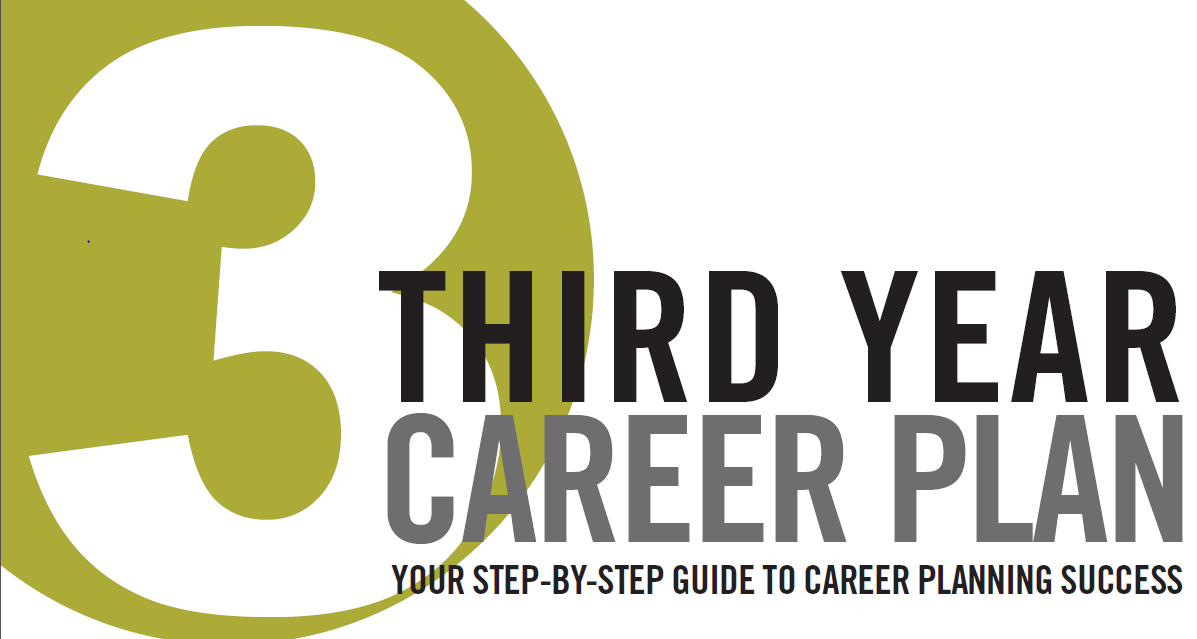 3
THIRD YEAR
CAREER PLAN
YOUR STEP-BY-STEP GUIDE TO CAREER PLANNING SUCCESS